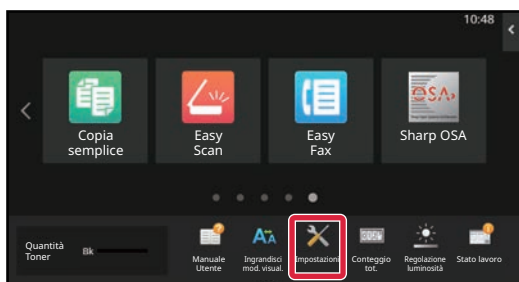 10:48
Copia
semplice
Easy
Scan
Easy
Fax
Sharp OSA
Quantità
Toner
Bk
Manuale
Utente
Ingrandisci
mod. visual.
Impostazioni
Conteggio
tot.
Regolazione
luminosità
Stato lavoro